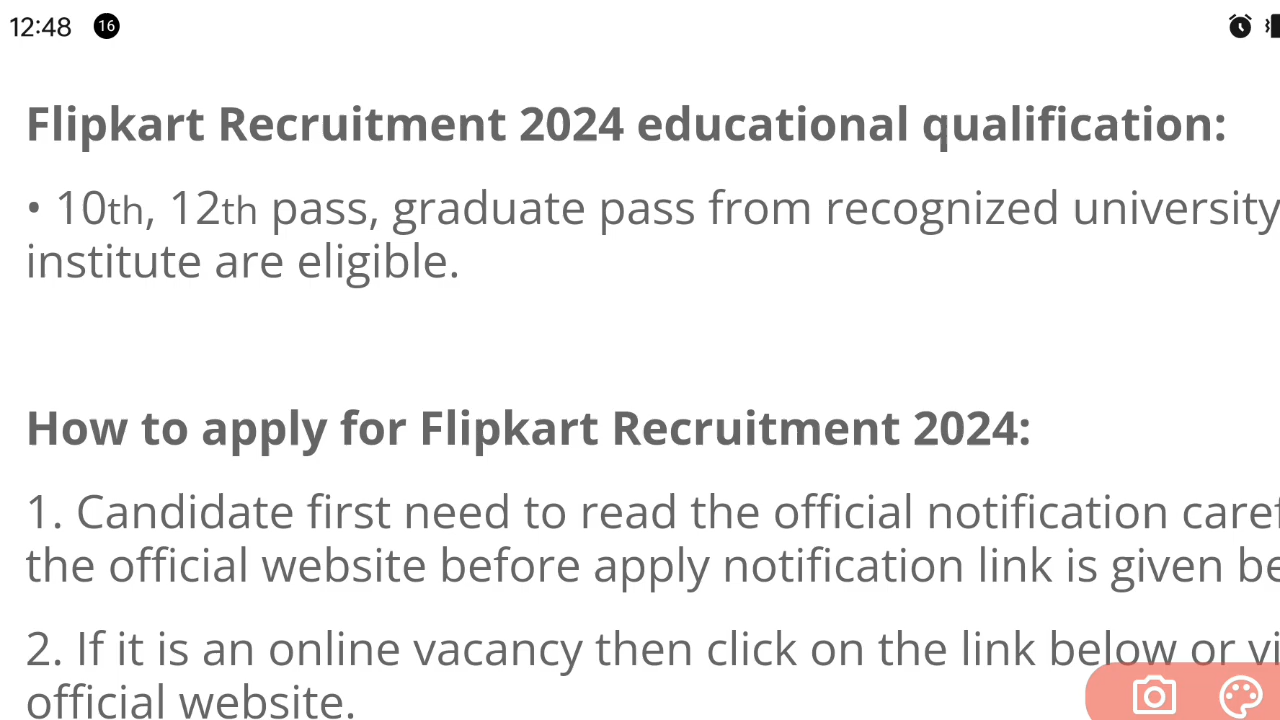 12:48 16
Flipkart Recruitment 2024 educational qualification:
• 10th, 12th pass, graduate pass from recognized university
institute are eligible.
How to apply for Flipkart Recruitment 2024:
1. Candidate first need to read the official notification
the official website before apply notification link is given
2. If it is an online vacancy then click on the link below or
official website.